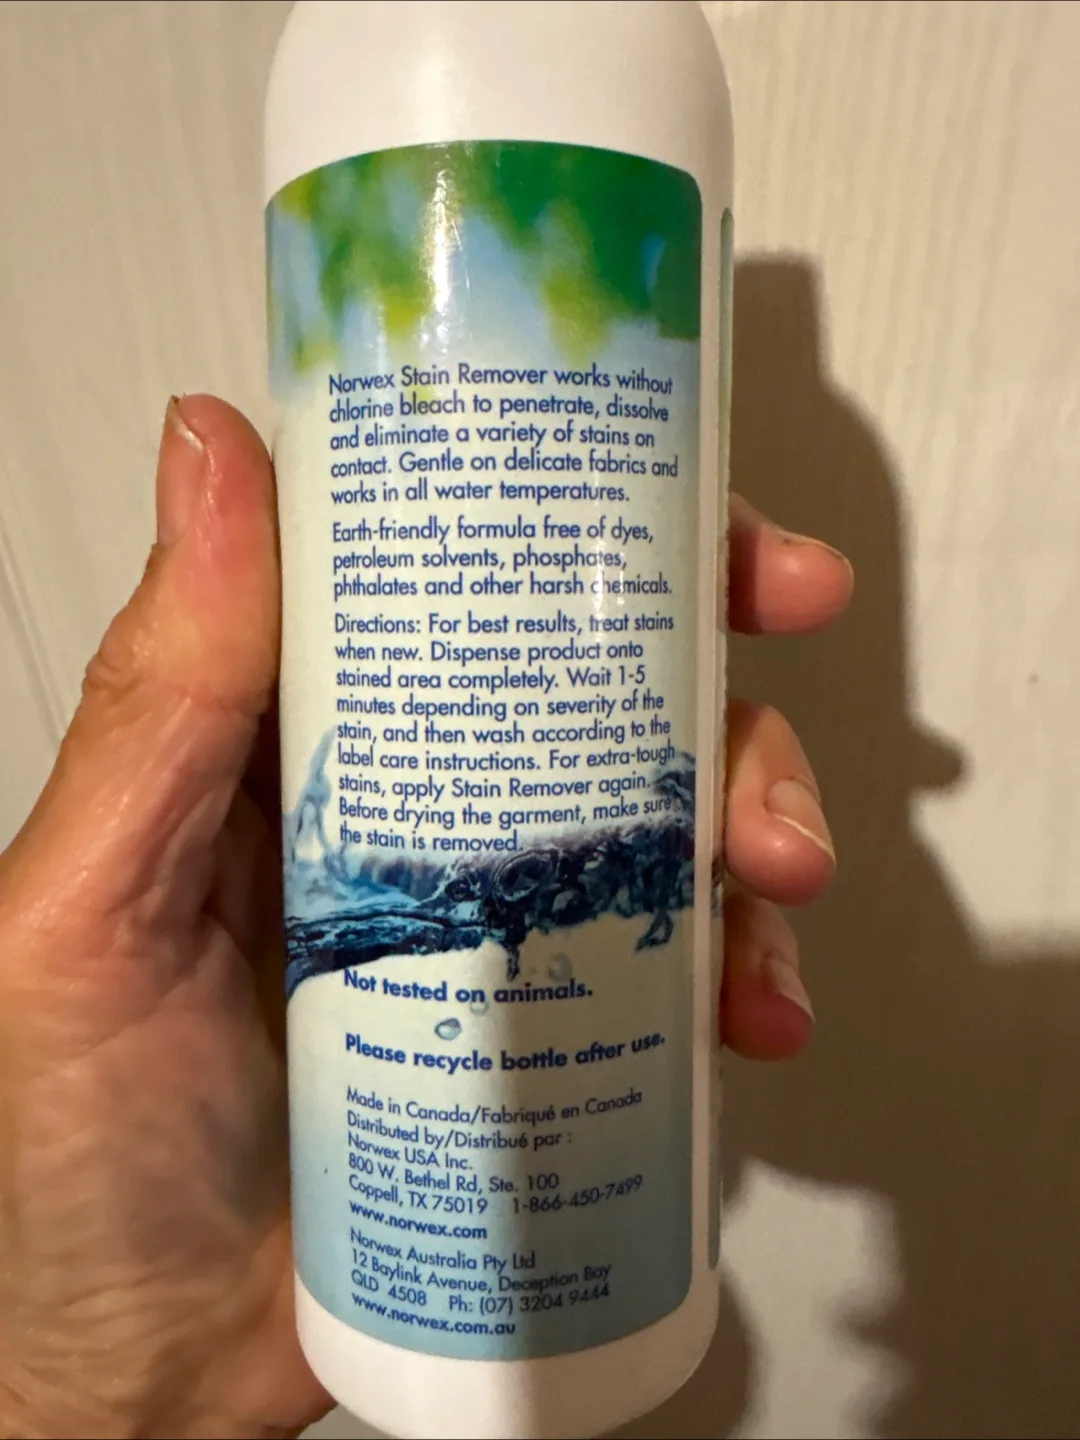 Norwex Stain Remover works without
chlorine bleach to penetrate, dissolve
and eliminate a variety of stains on
contact. Gentle on delicate fabrics and
works in all water temperatures.
Earth-friendly formula free of dyes,
petroleum solvents, phosphates,
phthalates and other harsh chemicals.
Directions: For best results, treat stains
when new. Dispense product onto
stained area completely. Wait 1-5
minutes depending on severity of the
stain, and then wash according to the
label care instructions. For extra-tough
stains, apply Stain Remover again.
Before drying the garment, make sure
the stain is removed.
Not tested on animals.
Please recycle bottle after use.
Made in Canada/Fabriqué en Canada
Distributed by/Distribué par :
Norwex USA Inc.
800 W. Bethel Rd, Ste. 100
Coppell, TX 75019 1-866-450-7499
www.norwex.com
Norwex Australia Pty Ltd
12 Baylink Avenue, Deception Bay
QLD 4508 Ph: (07) 3204 9444
www.norwex.com.au